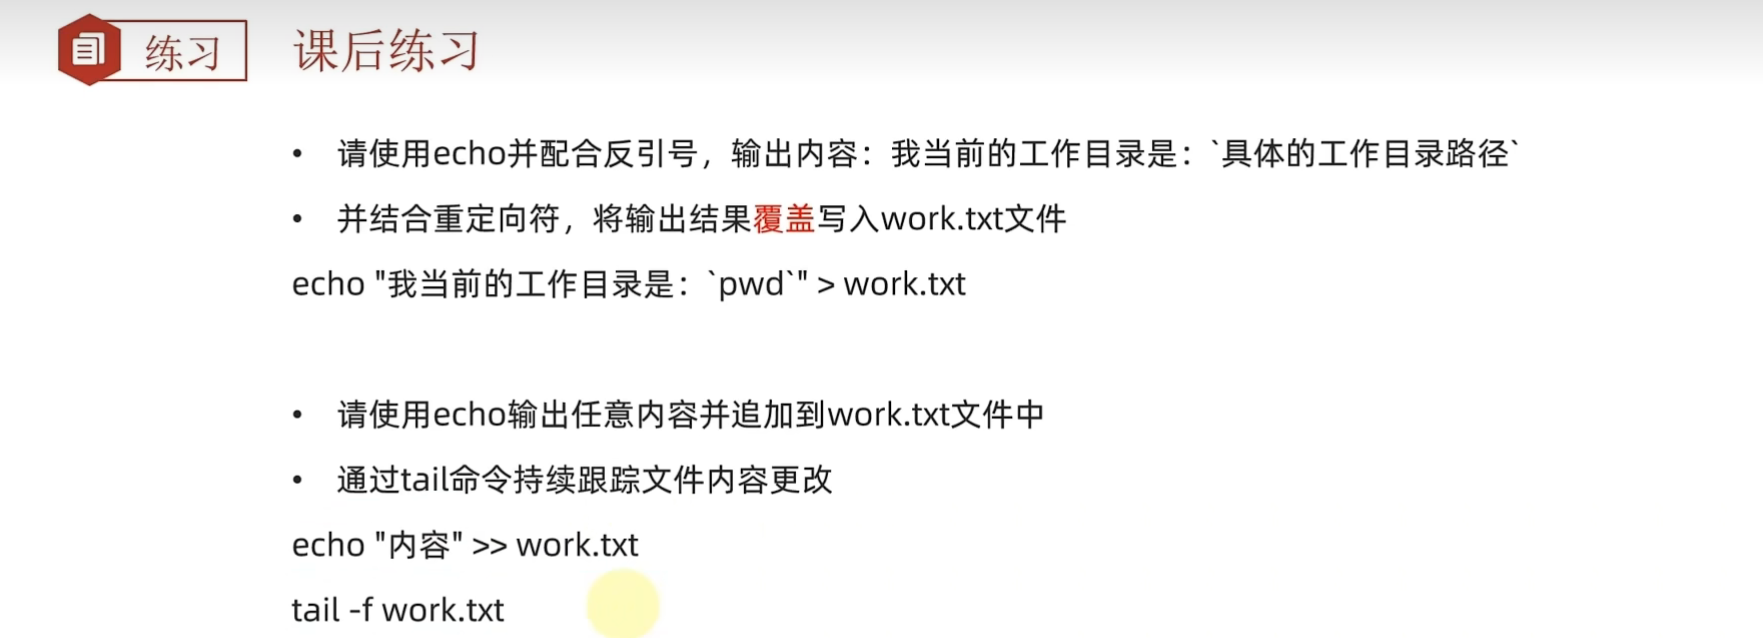 练习
课后练习
• 请使用echo并配合反引号，输出内容：我当前的工作目录是：`具体的工作目录路径`
• 并结合重定向符，将输出结果覆盖写入work.txt文件
echo "我当前的工作目录是：`pwd`" > work.txt
• 请使用echo输出任意内容并追加到work.txt文件中
• 通过tail命令持续跟踪文件内容更改
echo "内容" >> work.txt
tail -f work.txt